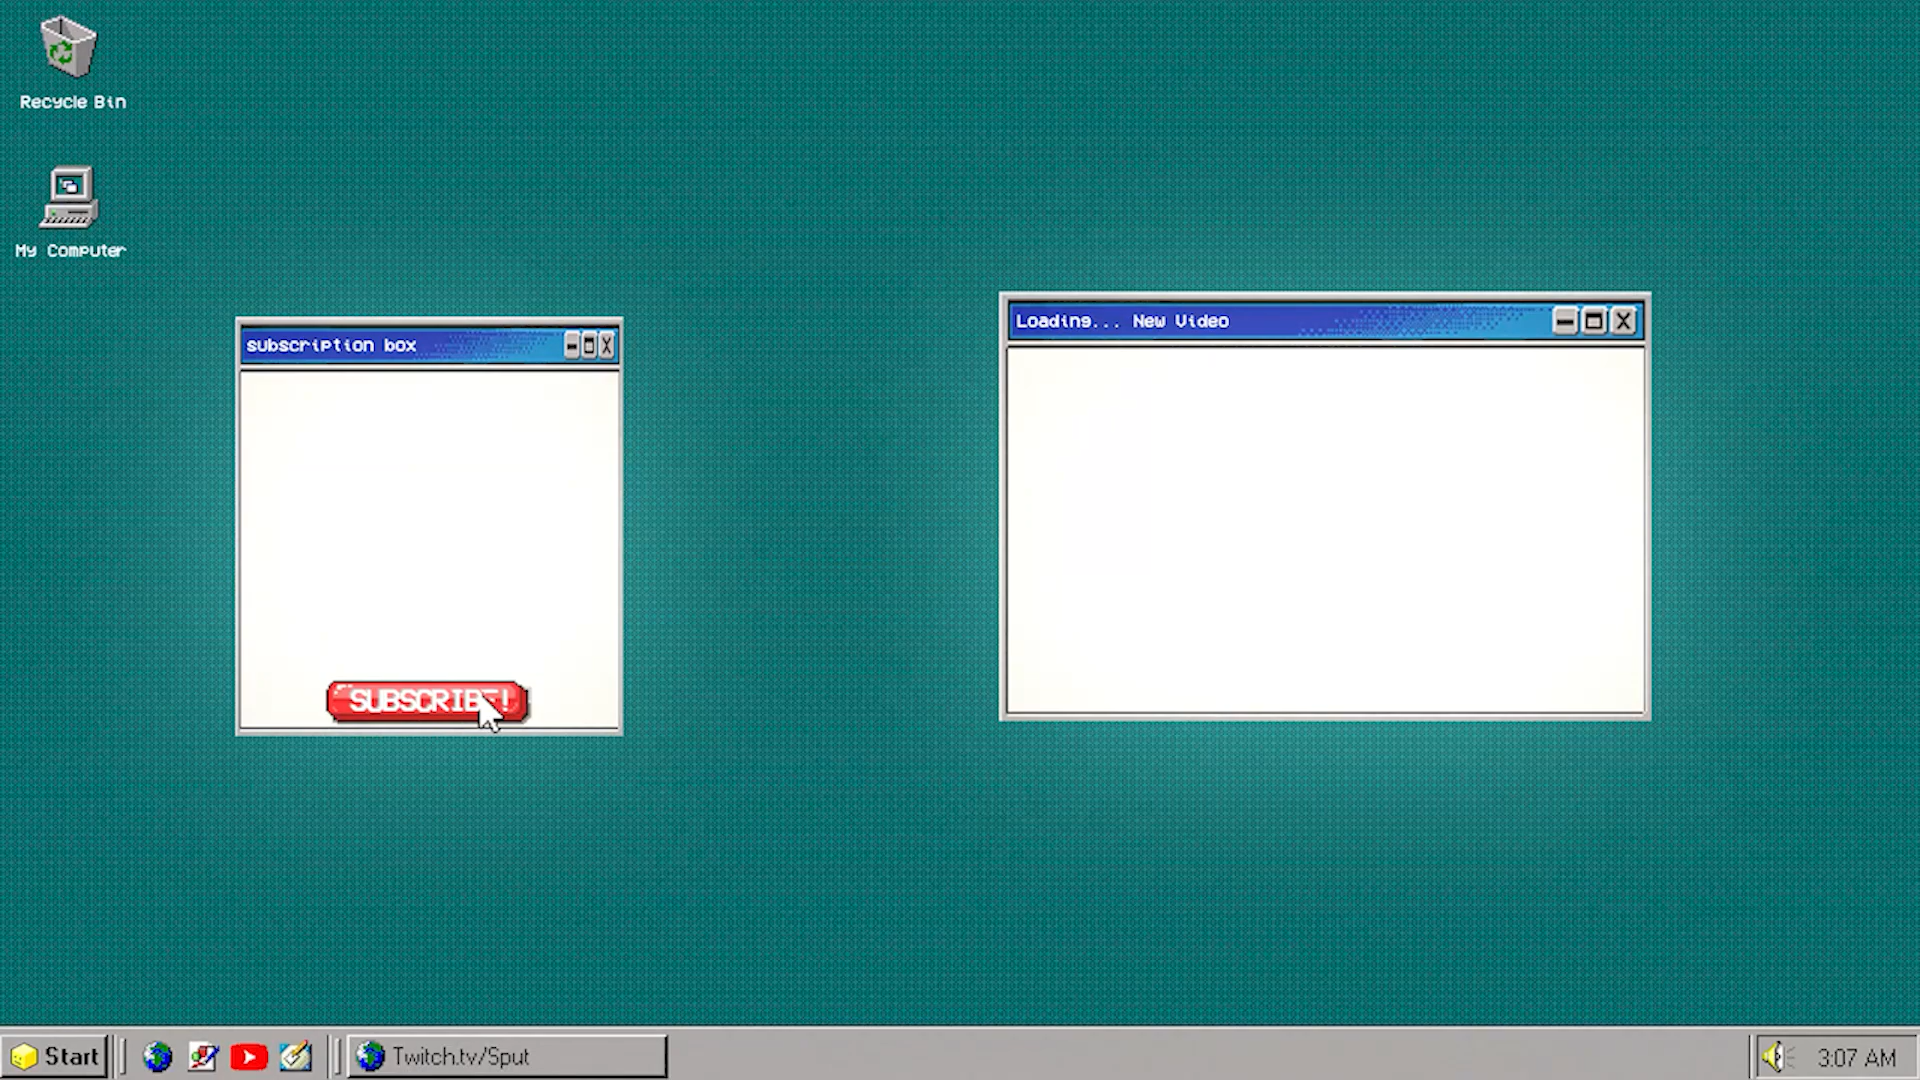 Recycle Bin
My Computer
subscription box
SUBSCRIBE!
Loading... New Video
Start
Twitch.tv/Sput
3:07 AM